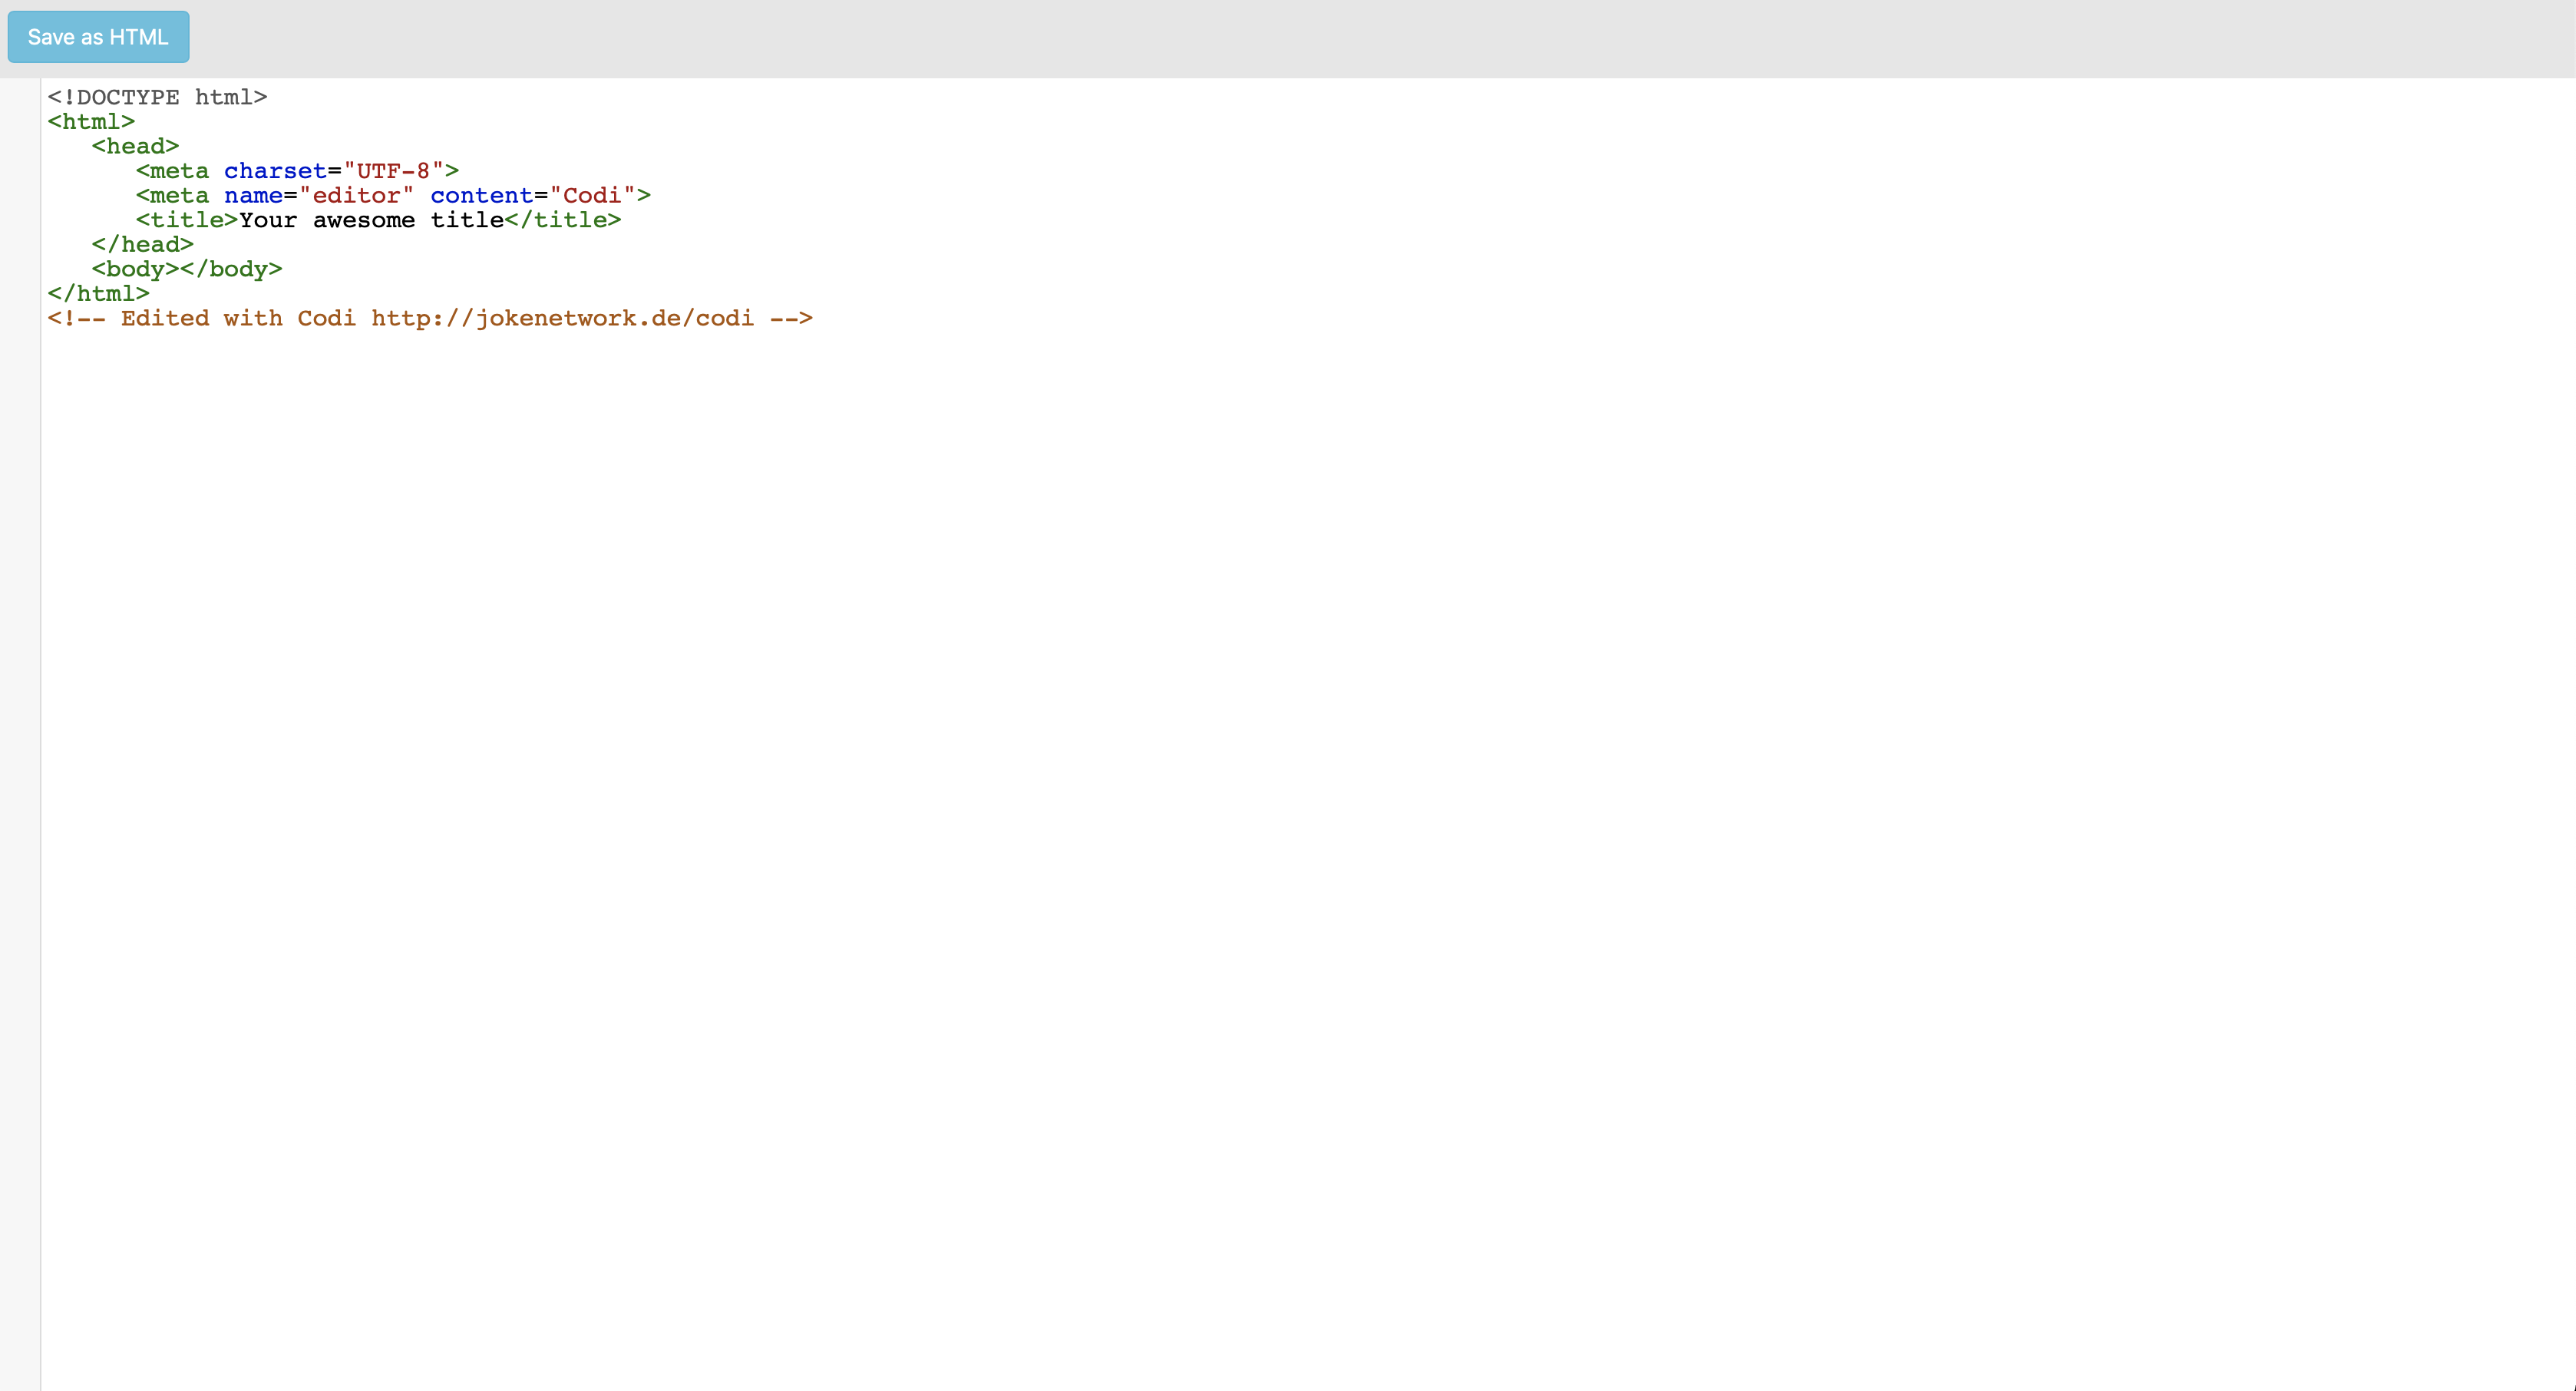 Save as HTML
<!DOCTYPE html>
<html>
   <head>
      <meta charset="UTF-8">
      <meta name="editor" content="Codi">
      <title>Your awesome title</title>
   </head>
   <body></body>
</html>
<!-- Edited with Codi http://jokenetwork.de/codi -->